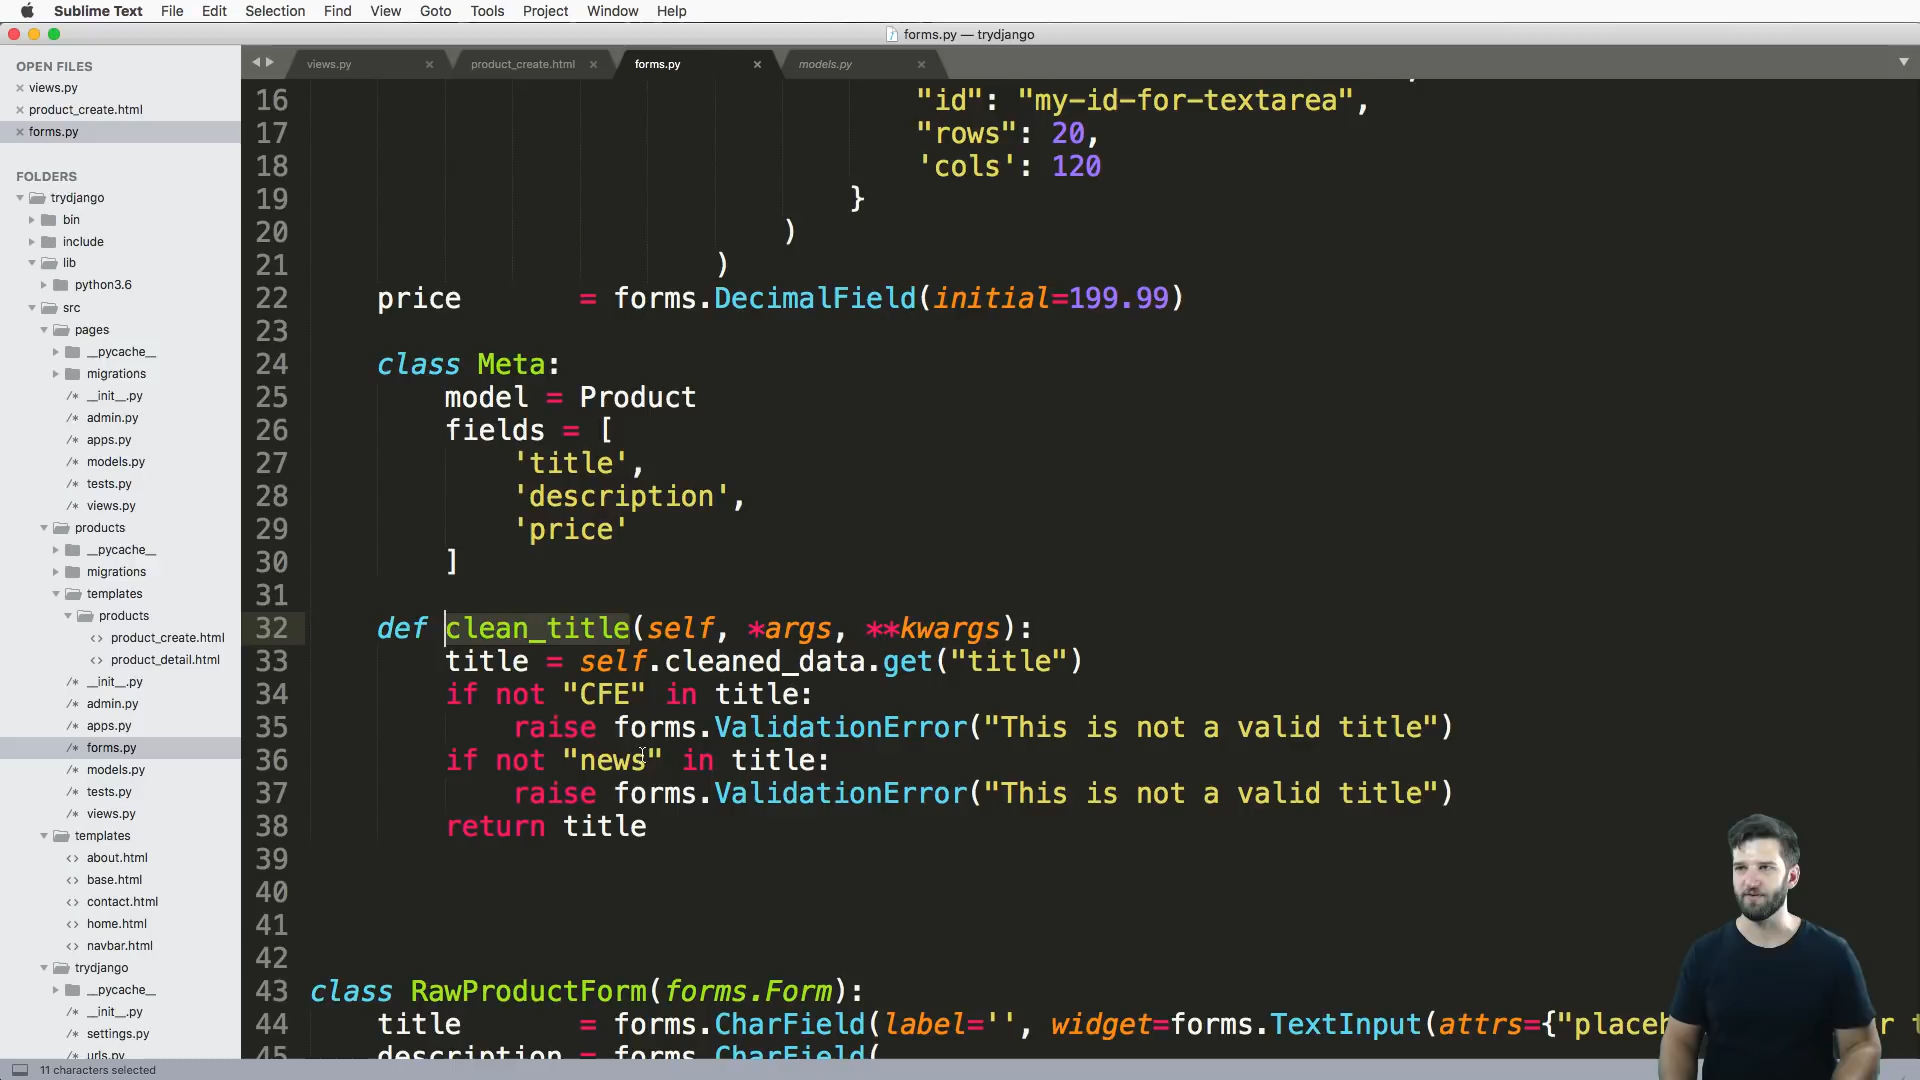 Sublime Text File Edit Selection Find View Goto Tools Project Window Help
forms.py — trydjango
OPEN FILES
views.py
product_create.html
forms.py
FOLDERS
trydjango
bin
include
lib
python3.6
src
pages
__pycache__
migrations
__init__.py
admin.py
apps.py
models.py
tests.py
views.py
products
__pycache__
migrations
templates
products
product_create.html
product_detail.html
__init__.py
admin.py
apps.py
forms.py
models.py
tests.py
views.py
templates
about.html
base.html
contact.html
home.html
navbar.html
trydjango
__pycache__
__init__.py
settings.py
urls.py
views.py product_create.html forms.py models.py
16 "id": "my-id-for-textarea",
17 "rows": 20,
18 'cols': 120
19 }
20 )
21 )
22 price = forms.DecimalField(initial=199.99)
23
24 class Meta:
25 model = Product
26 fields = [
27 'title',
28 'description',
29 'price'
30 ]
31
32 def clean_title(self, *args, **kwargs):
33 title = self.cleaned_data.get("title")
34 if not "CFE" in title:
35 raise forms.ValidationError("This is not a valid title")
36 if not "news" in title:
37 raise forms.ValidationError("This is not a valid title")
38 return title
39
40
41
42
43 class RawProductForm(forms.Form):
44 title = forms.CharField(label='', widget=forms.TextInput(attrs={"placeh
45 description = forms.CharField(
11 characters selected